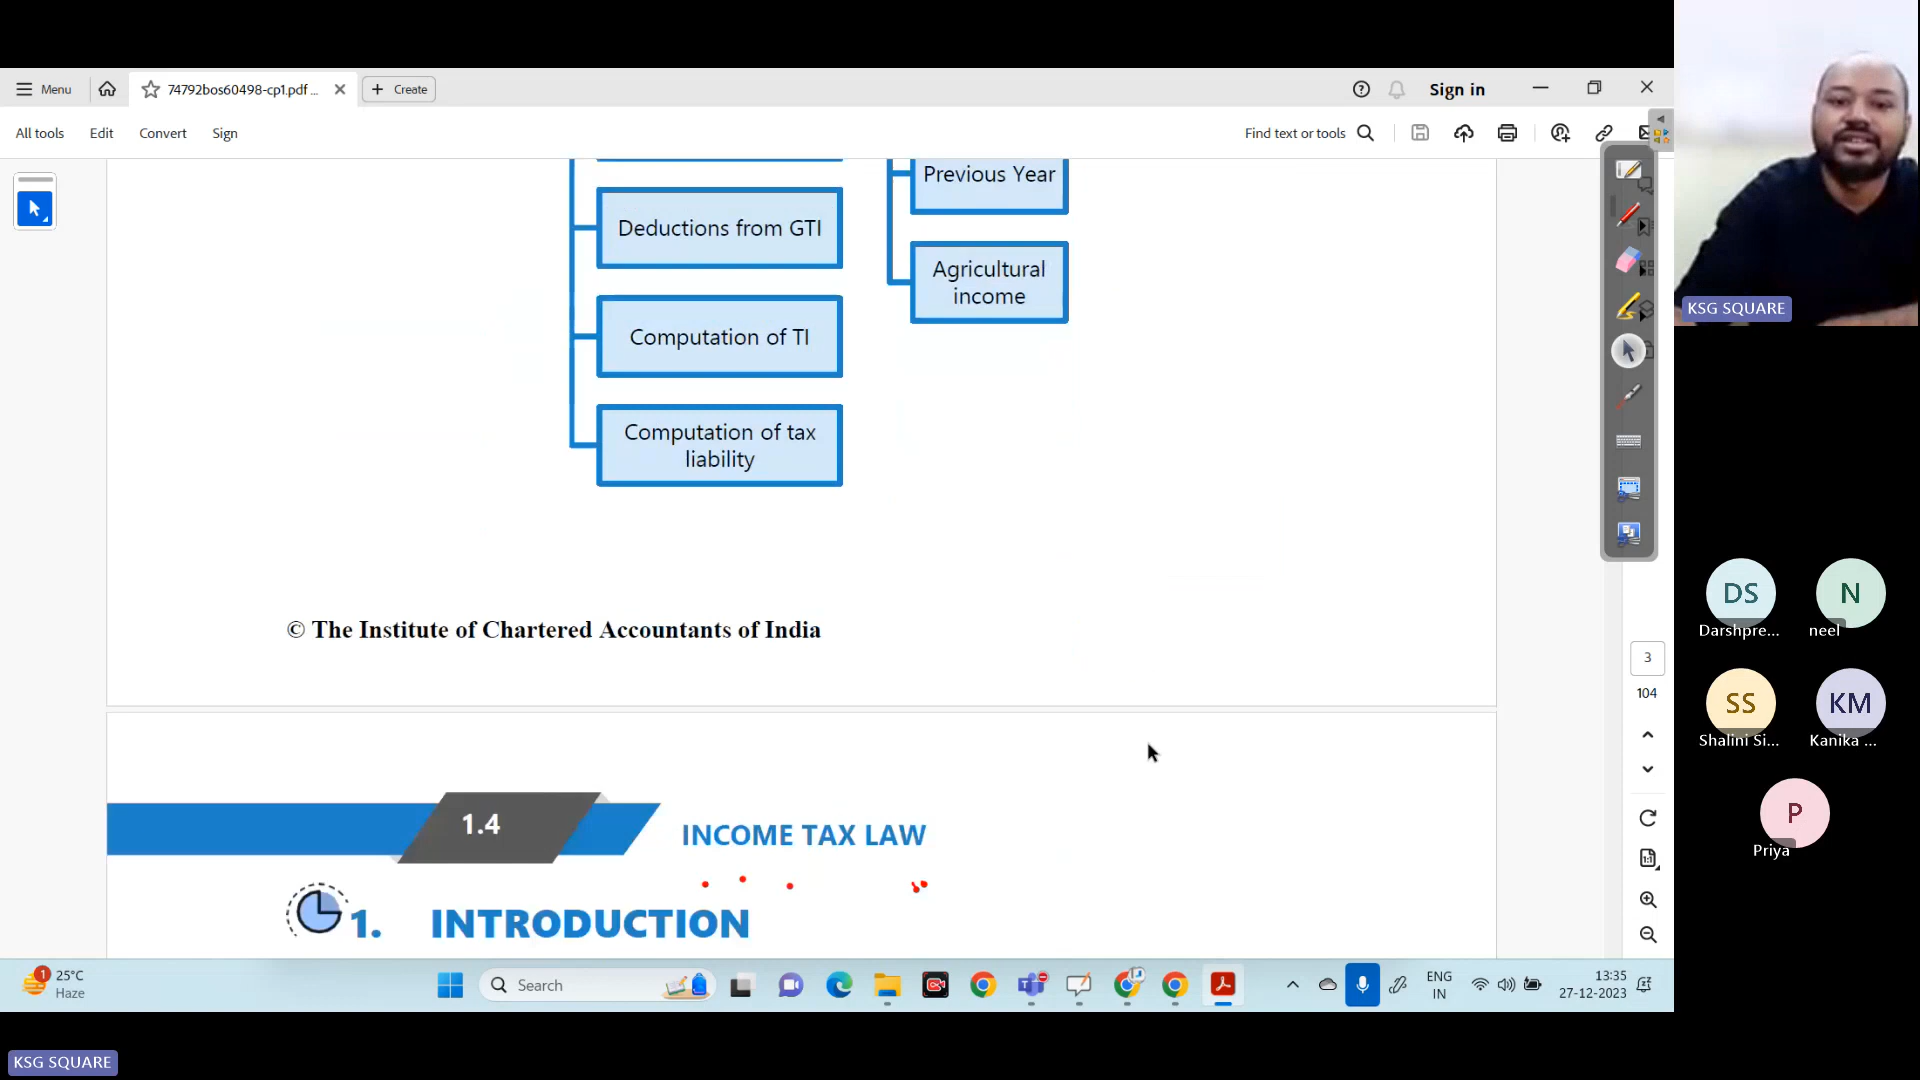 Menu
74792bos60498-cp1.pdf ...
Create
Sign in
All tools
Edit
Convert
Sign
Find text or tools
Previous Year
Deductions from GTI
Agricultural
income
Computation of TI
Computation of tax
liability
© The Institute of Chartered Accountants of India
3
104
1.4
INCOME TAX LAW
1. INTRODUCTION
1:1
KSG SQUARE
DS
Darshpre...
N
neel
SS
Shalini Si...
KM
Kanika ...
P
Priya
1
25°C
Haze
Search
ENG
IN
13:35
27-12-2023
KSG SQUARE